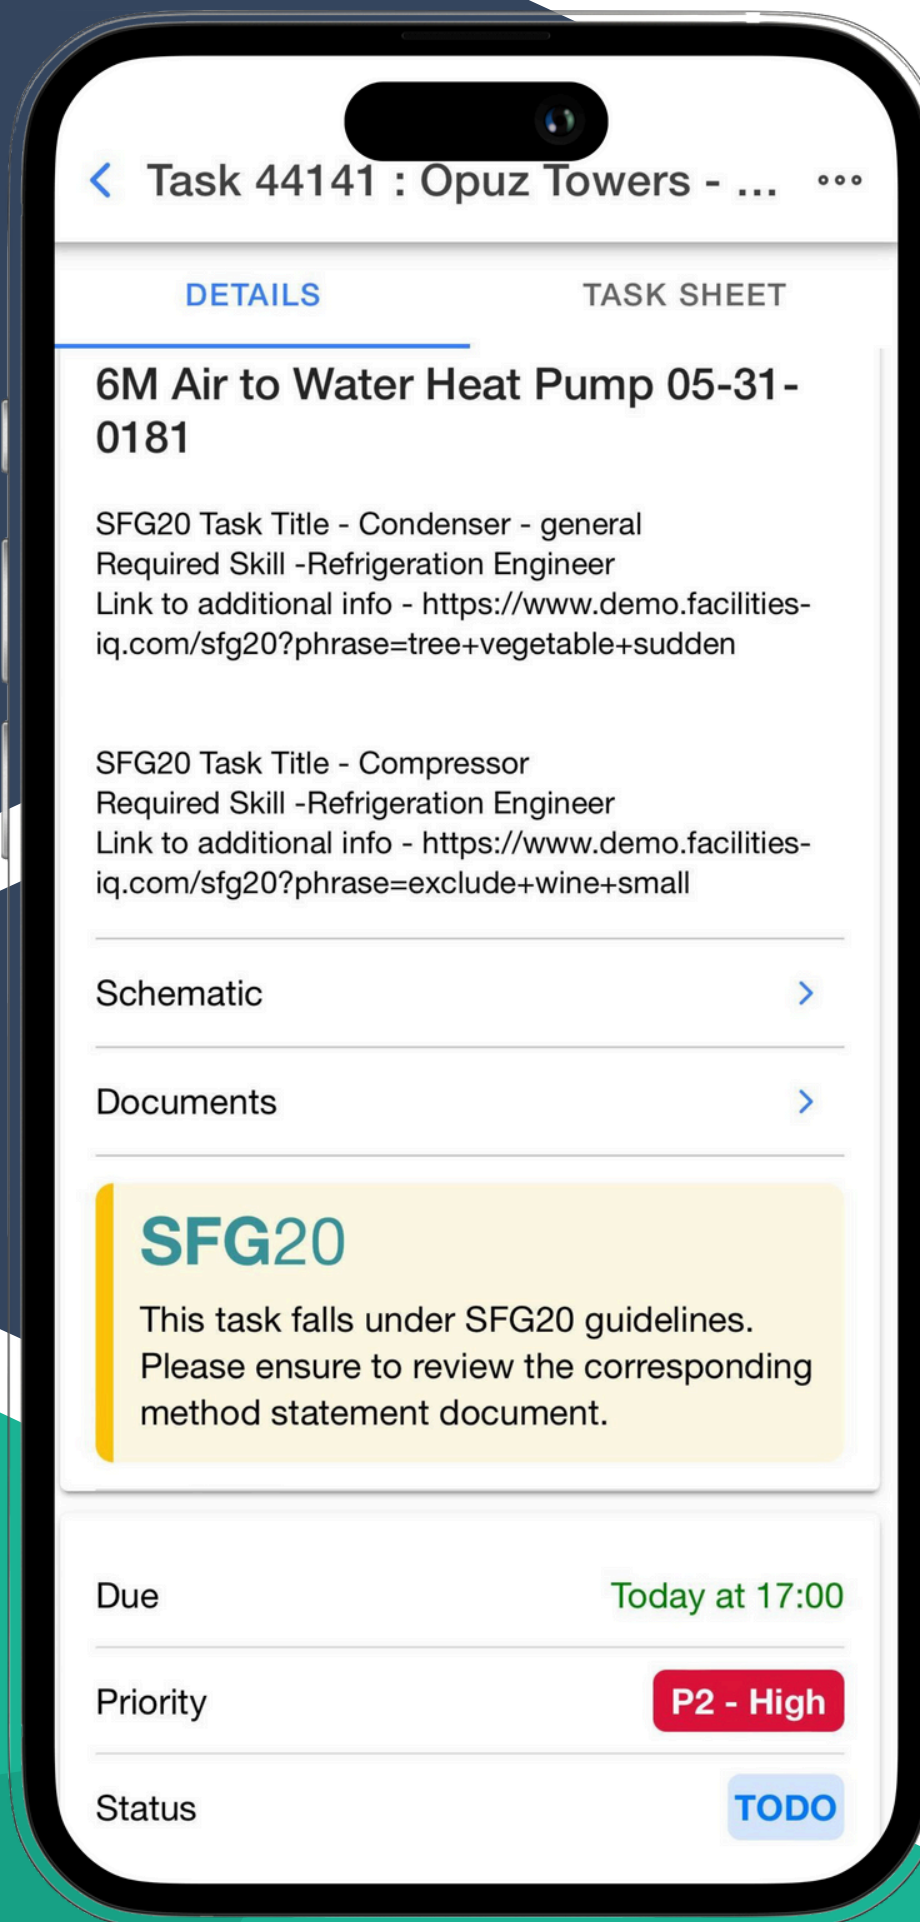 Task 44141 : Opuz Towers - ...
DETAILS
TASK SHEET
6M Air to Water Heat Pump 05-31-
0181
SFG20 Task Title - Condenser - general
Required Skill -Refrigeration Engineer
Link to additional info - https://www.demo.facilities-
iq.com/sfg20?phrase=tree+vegetable+sudden
SFG20 Task Title - Compressor
Required Skill -Refrigeration Engineer
Link to additional info - https://www.demo.facilities-
iq.com/sfg20?phrase=exclude+wine+small
Schematic
Documents
SFG20
This task falls under SFG20 guidelines.
Please ensure to review the corresponding
method statement document.
Due
Today at 17:00
Priority
P2 - High
Status
TODO